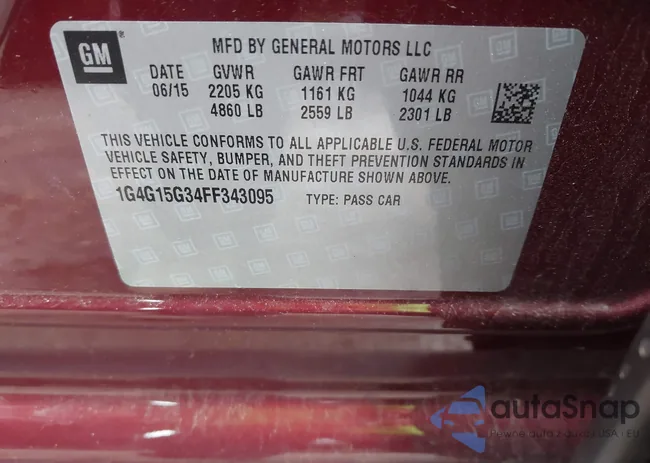 GM
MFD BY GENERAL MOTORS LLC
DATE GVWR GAWR FRT GAWR RR
06/15 2205 KG 1161 KG 1044 KG
4860 LB 2559 LB 2301 LB
THIS VEHICLE CONFORMS TO ALL APPLICABLE U.S. FEDERAL MOTOR
VEHICLE SAFETY, BUMPER, AND THEFT PREVENTION STANDARDS IN
EFFECT ON THE DATE OF MANUFACTURE SHOWN ABOVE.
1G4G15G34FF343095 TYPE: PASS CAR
autoSnap